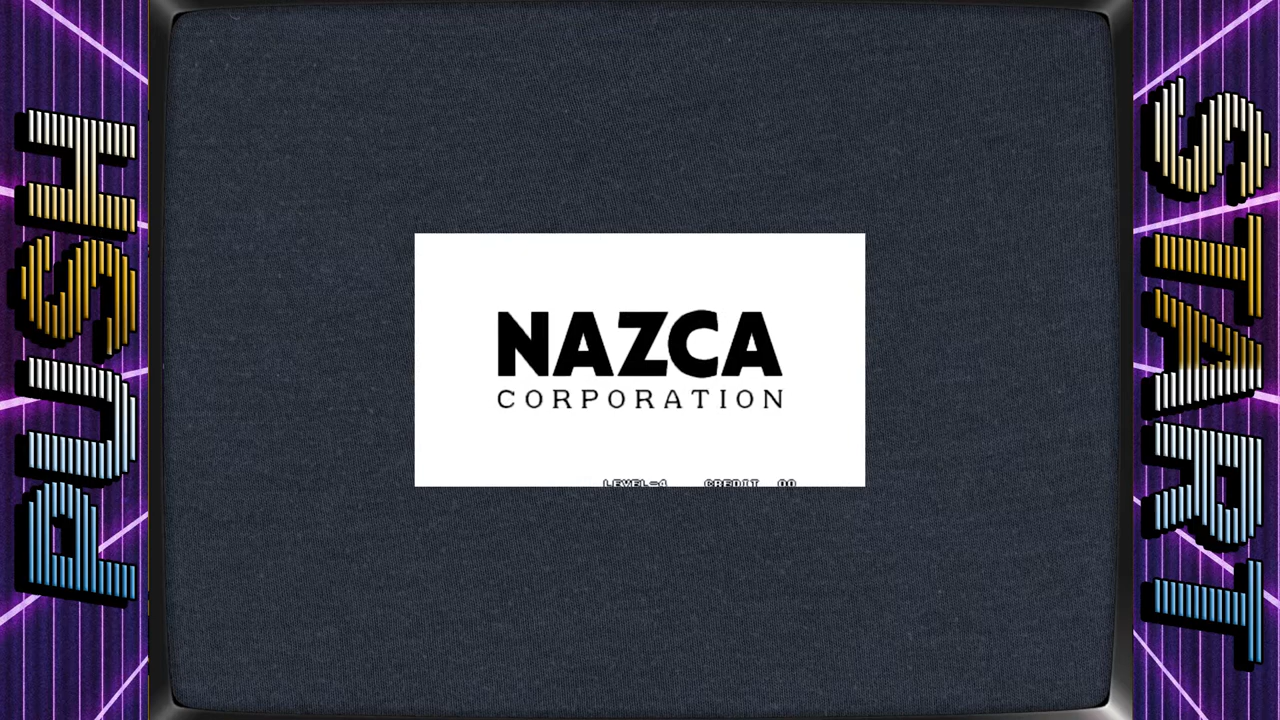 PUSH
NAZCA
CORPORATION
LEVEL-4 CREDIT 00
START